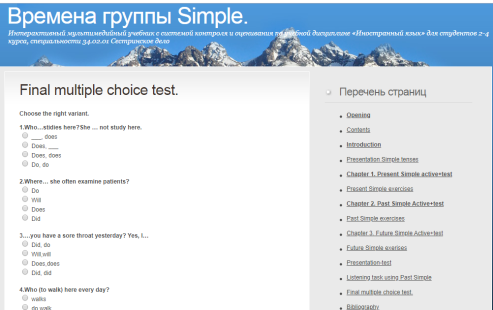 Времена группы Simple.
Интерактивный мультимедийный учебник с системой контроля и оценивания по учебной дисциплине «Иностранный язык» для студентов 2-4
курса, специальности 34.02.01 Сестринское дело
Final multiple choice test.
Choose the right variant.
1.Who…stdies here?She … not study here.
___, does
Does, ___
Does, does
Do, do
2.Where… she often examine patients?
Do
Will
Does
Did
3….you have a sore throat yesterday? Yes, I…
Did, do
Will,will
Does,does
Did, did
4.Who (to walk) here every day?
walks
do walk
Перечень страниц
Opening
Contents
Introduction
Presentation Simple tenses
Chapter 1. Present Simple active+test
Present Simple exercises
Chapter 2. Past Simple Active+test
Past Simple exercises
Chapter 3. Future Simple Active+test
Future Simple exerises
Presentation-test
Listening task using Past Simple
Final multiple choice test.
Bibliography